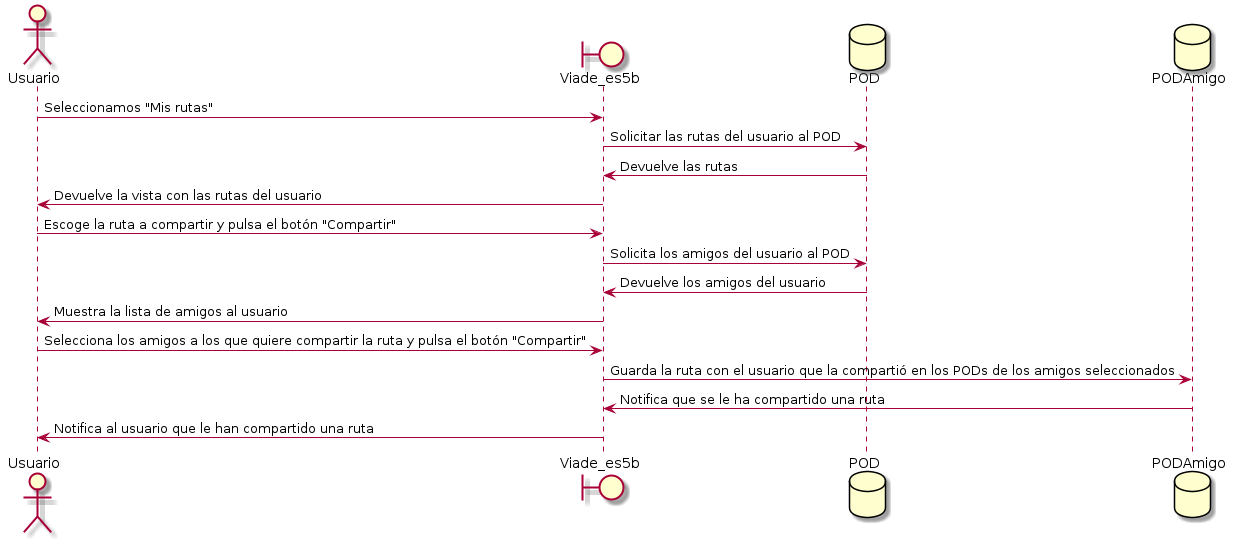 Usuario
Viade_es5b
POD
PODAmigo
Seleccionamos "Mis rutas"
Solicitar las rutas del usuario al POD
Devuelve las rutas
Devuelve la vista con las rutas del usuario
Escoge la ruta a compartir y pulsa el botón "Compartir"
Solicita los amigos del usuario al POD
Devuelve los amigos del usuario
Muestra la lista de amigos al usuario
Selecciona los amigos a los que quiere compartir la ruta y pulsa el botón "Compartir"
Guarda la ruta con el usuario que la compartió en los PODs de los amigos seleccionados
Notifica que se le ha compartido una ruta
Notifica al usuario que le han compartido una ruta
Usuario
Viade_es5b
POD
PODAmigo